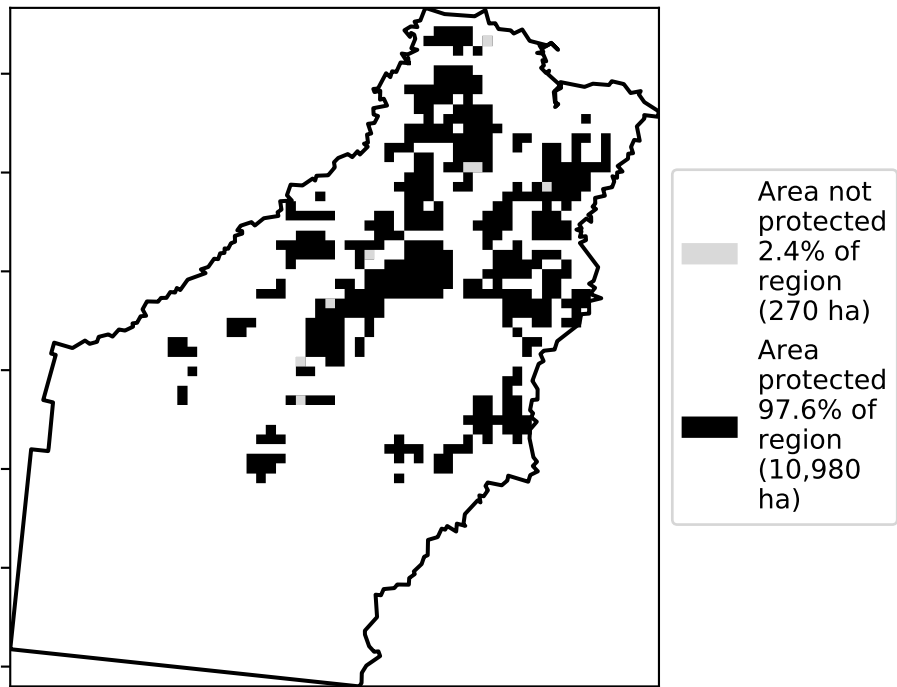 Area not
protected
2.4% of
region
(270 ha)
Area
protected
97.6% of
region
(10,980
ha)